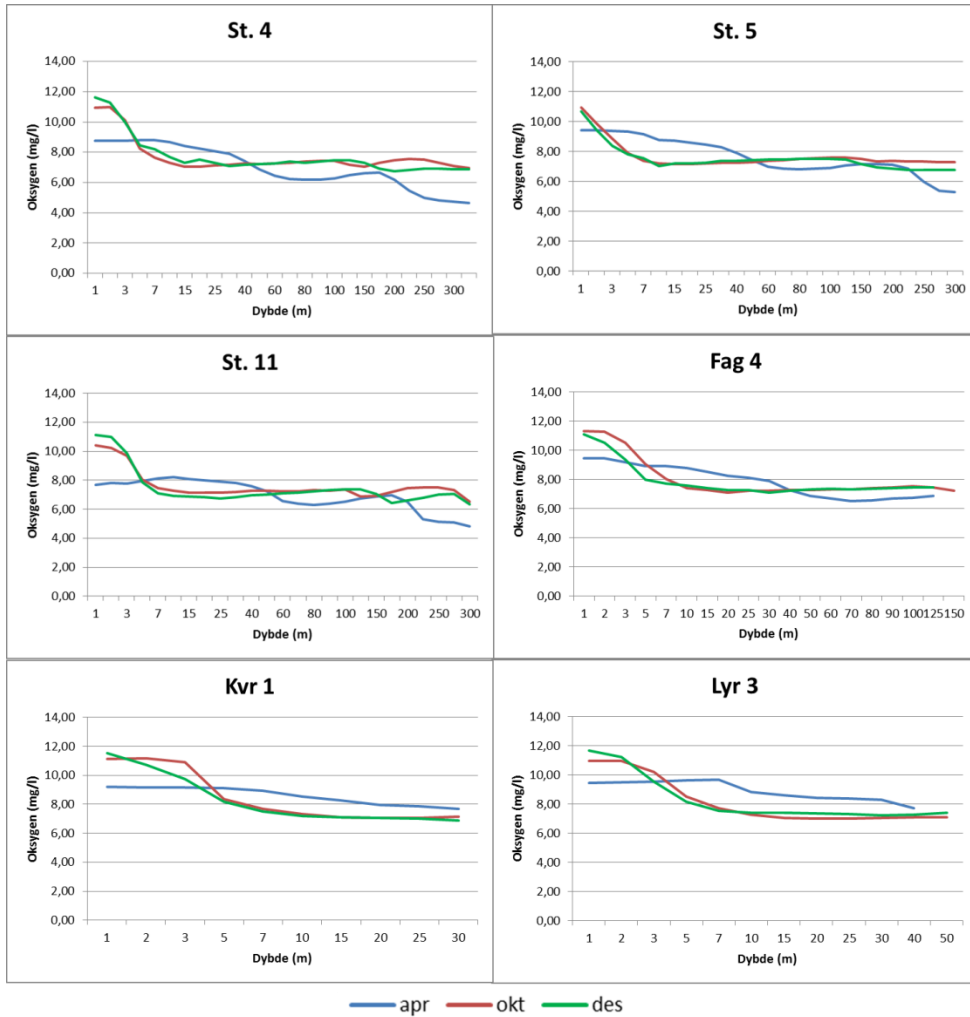 St. 4
Oksygen (mg/l)
14,00
12,00
10,00
8,00
6,00
4,00
2,00
0,00
1 3 7 15 25 40 60 80 100 150 200 250 300
Dybde (m)
St. 5
Oksygen (mg/l)
14,00
12,00
10,00
8,00
6,00
4,00
2,00
0,00
1 3 7 15 25 40 60 80 100 150 200 250 300
Dybde (m)
St. 11
Oksygen (mg/l)
14,00
12,00
10,00
8,00
6,00
4,00
2,00
0,00
1 3 7 15 25 40 60 80 100 150 200 250 300
Dybde (m)
Fag 4
Oksygen (mg/l)
14,00
12,00
10,00
8,00
6,00
4,00
2,00
0,00
1 2 3 5 7 10 15 20 25 30 40 50 60 70 80 90 100 125 150
Dybde (m)
Kvr 1
Oksygen (mg/l)
14,00
12,00
10,00
8,00
6,00
4,00
2,00
0,00
1 2 3 5 7 10 15 20 25 30
Dybde (m)
Lyr 3
Oksygen (mg/l)
14,00
12,00
10,00
8,00
6,00
4,00
2,00
0,00
1 2 3 5 7 10 15 20 25 30 40 50
Dybde (m)
apr okt des